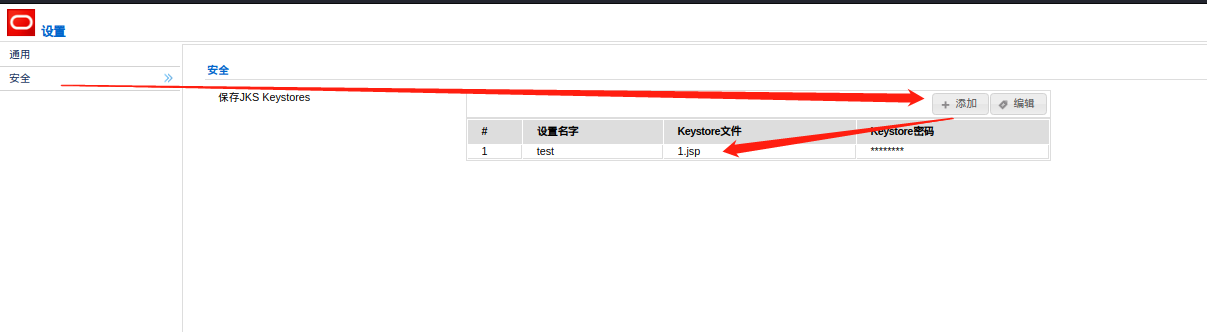 设置
通用
安全
安全
保存JKS Keystores
添加 编辑
# 设置名字 Keystore文件 Keystore密码
1 test 1.jsp ********